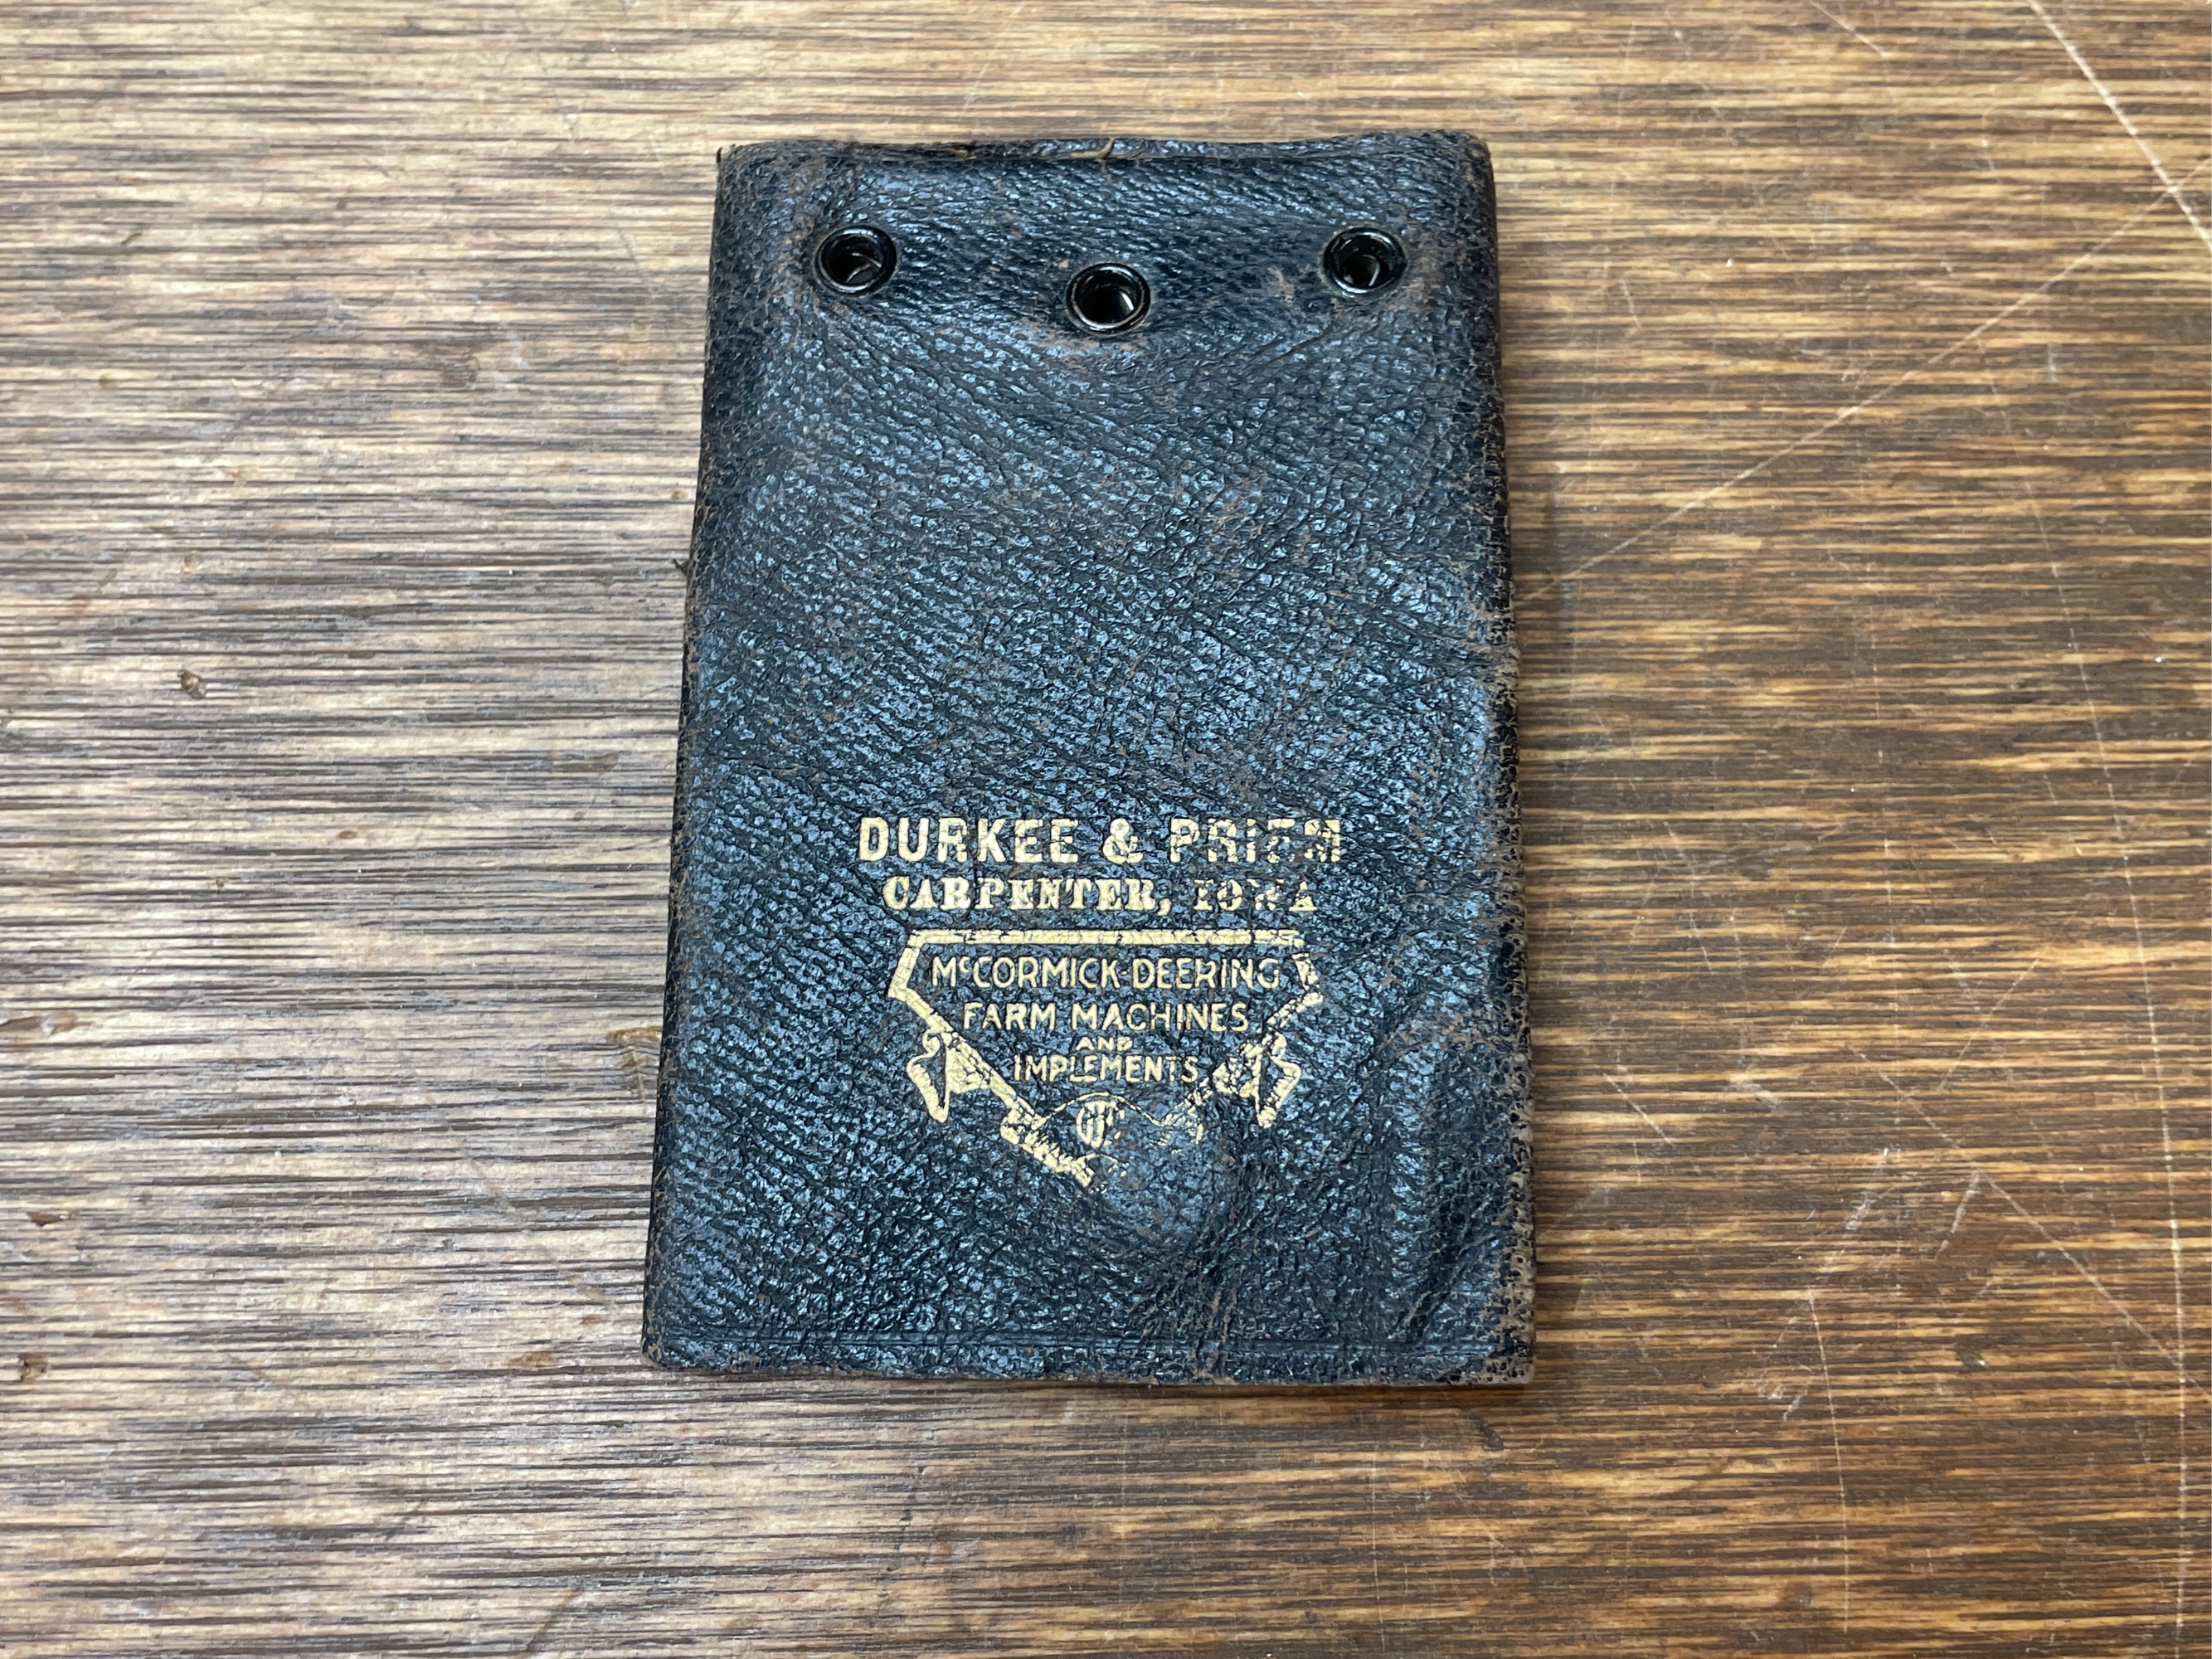 DURKEE & PRIEM
CARPENTER, IOWA
McCORMICK-DEERING
FARM MACHINES
AND
IMPLEMENTS